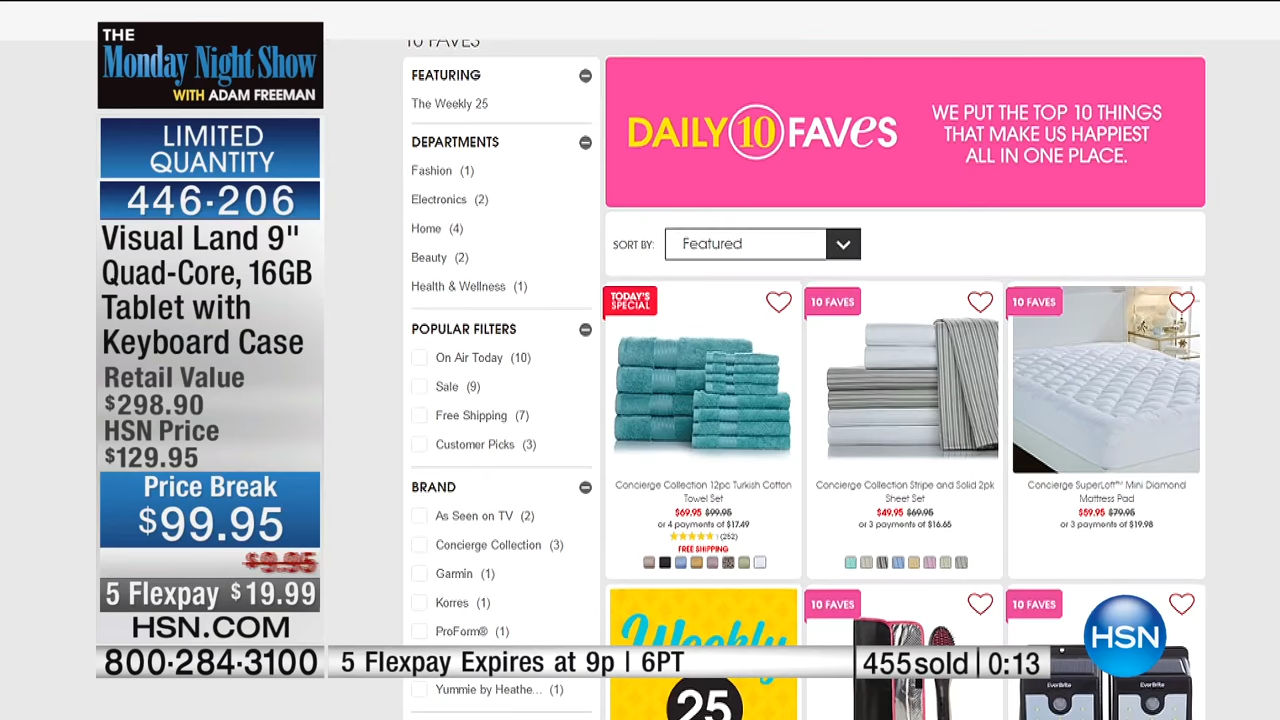 THE
Monday Night Show
WITH ADAM FREEMAN
LIMITED
QUANTITY
446-206
Visual Land 9"
Quad-Core, 16GB
Tablet with
Keyboard Case
Retail Value
$298.90
HSN Price
$129.95
Price Break
$99.95
$9.95
5 Flexpay $19.99
HSN.COM
800-284-3100
10 FAVES
FEATURING
The Weekly 25
DEPARTMENTS
Fashion (1)
Electronics (2)
Home (4)
Beauty (2)
Health & Wellness (1)
POPULAR FILTERS
On Air Today (10)
Sale (9)
Free Shipping (7)
Customer Picks (3)
BRAND
As Seen on TV (2)
Concierge Collection (3)
Garmin (1)
Korres (1)
ProForm® (1)
Yummie by Heathe... (1)
DAILY 10 FAVES
WE PUT THE TOP 10 THINGS
THAT MAKE US HAPPIEST
ALL IN ONE PLACE.
SORT BY: Featured
TODAY'S
SPECIAL
Concierge Collection 12pc Turkish Cotton
Towel Set
$69.95 $99.95
or 4 payments of $17.49
(252)
FREE SHIPPING
10 FAVES
Concierge Collection Stripe and Solid 2pk
Sheet Set
$49.95 $69.95
or 3 payments of $16.65
10 FAVES
Concierge SuperLoft™ Mini Diamond
Mattress Pad
$59.95 $79.95
or 3 payments of $19.98
Weekly
25
10 FAVES
10 FAVES
EverBrite
EverBrite
HSN
5 Flexpay Expires at 9p | 6PT
455 sold | 0:13